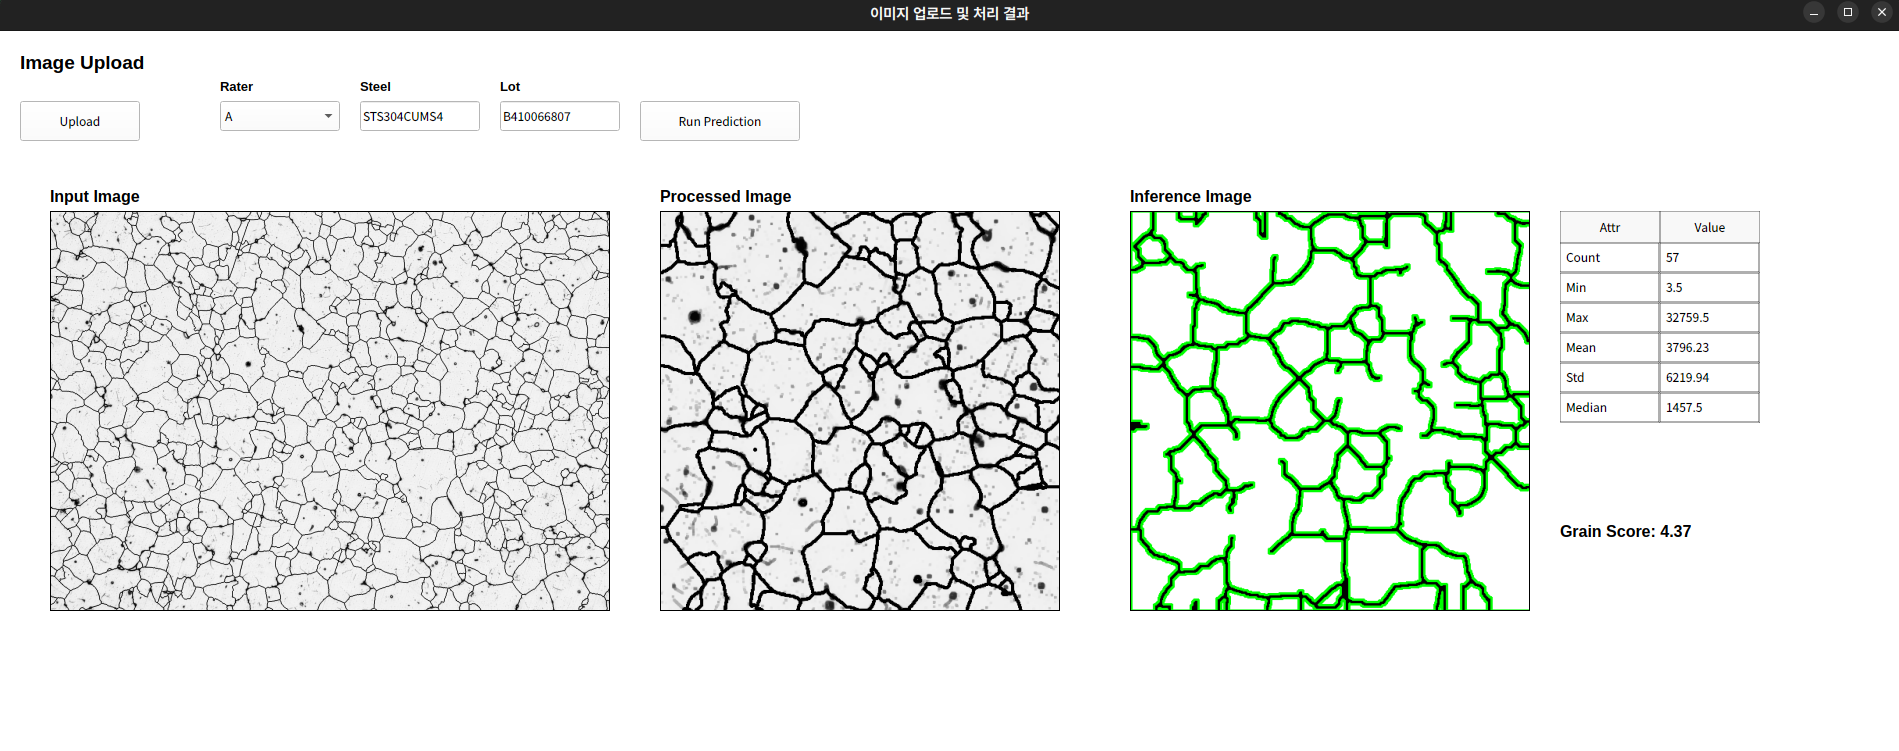 이미지 업로드 및 처리 결과
Image Upload
Rater
Steel
Lot
Upload
A
STS304CUMS4
B410066807
Run Prediction
Input Image
Processed Image
Inference Image
Attr Value
Count 57
Min 3.5
Max 32759.5
Mean 3796.23
Std 6219.94
Median 1457.5
Grain Score: 4.37